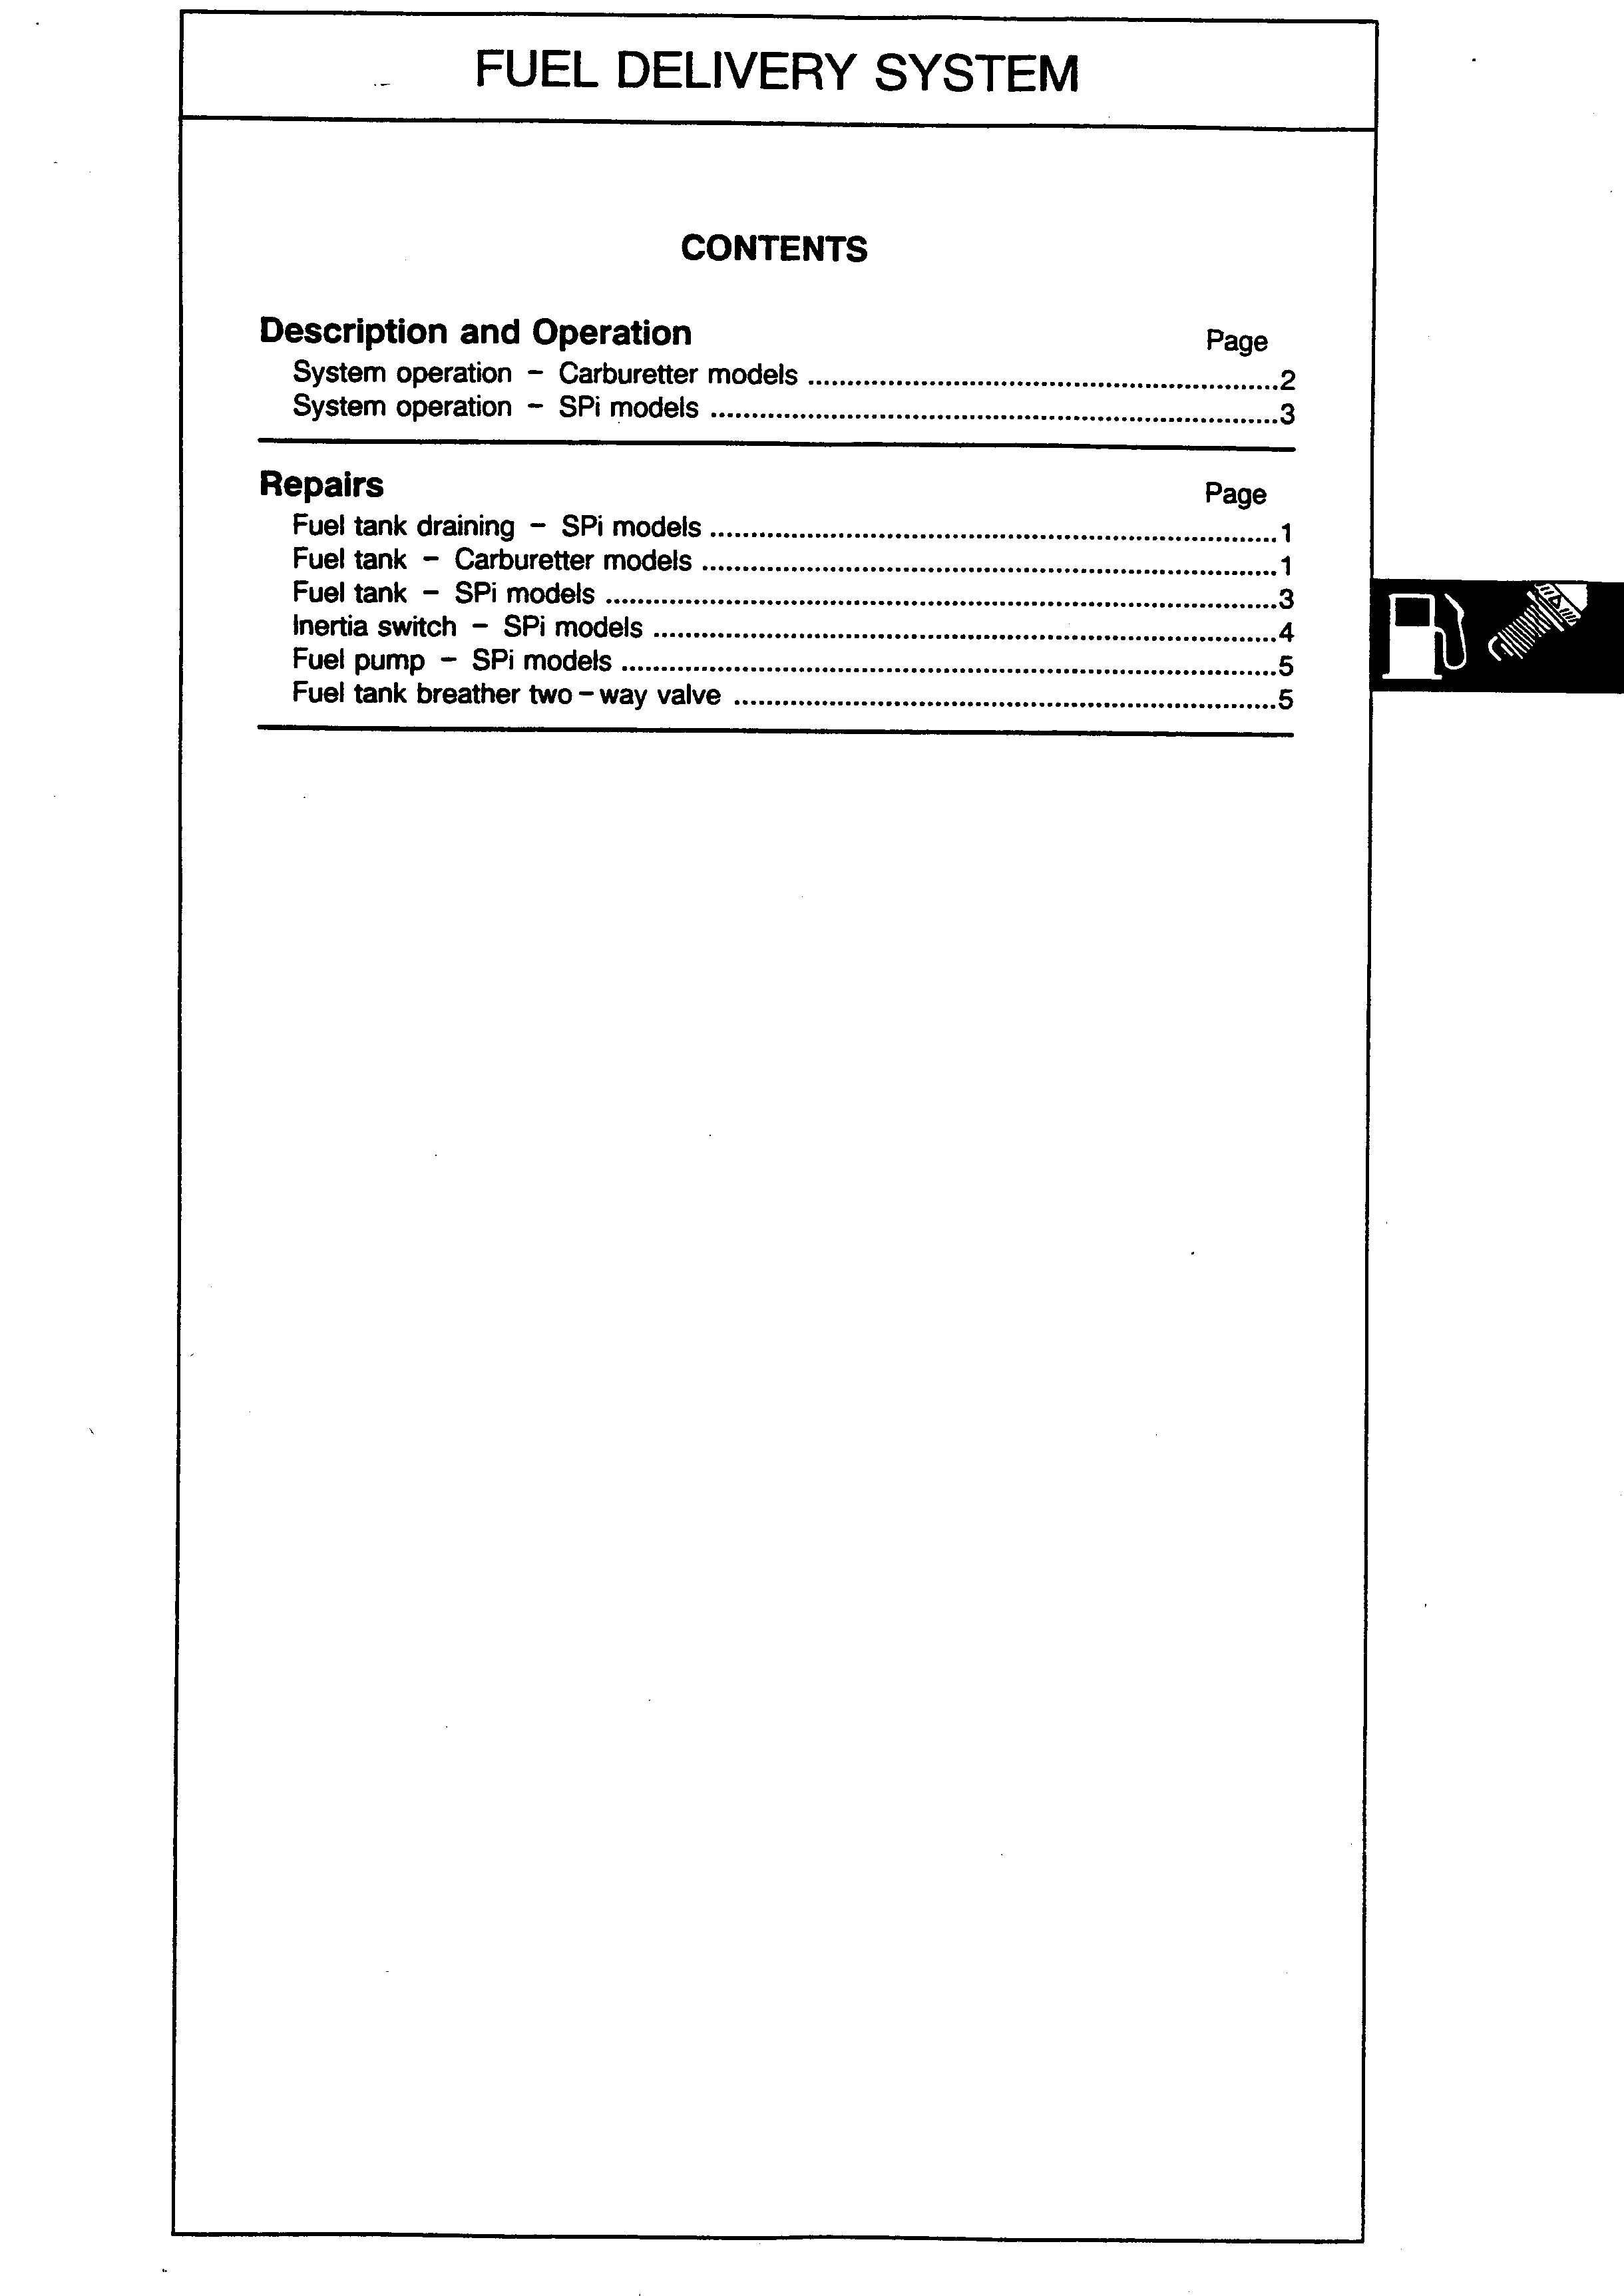 FUEL DELIVERY SYSTEM
CONTENTS
Description and Operation Page
System operation – Carburetter models ........................................................... 2
System operation – SPi models ....................................................................... 3
Repairs Page
Fuel tank draining – SPi models ....................................................................... 1
Fuel tank – Carburetter models ........................................................................ 1
Fuel tank – SPi models .................................................................................... 3
Inertia switch – SPi models .............................................................................. 4
Fuel pump – SPi models .................................................................................. 5
Fuel tank breather two – way valve .................................................................... 5